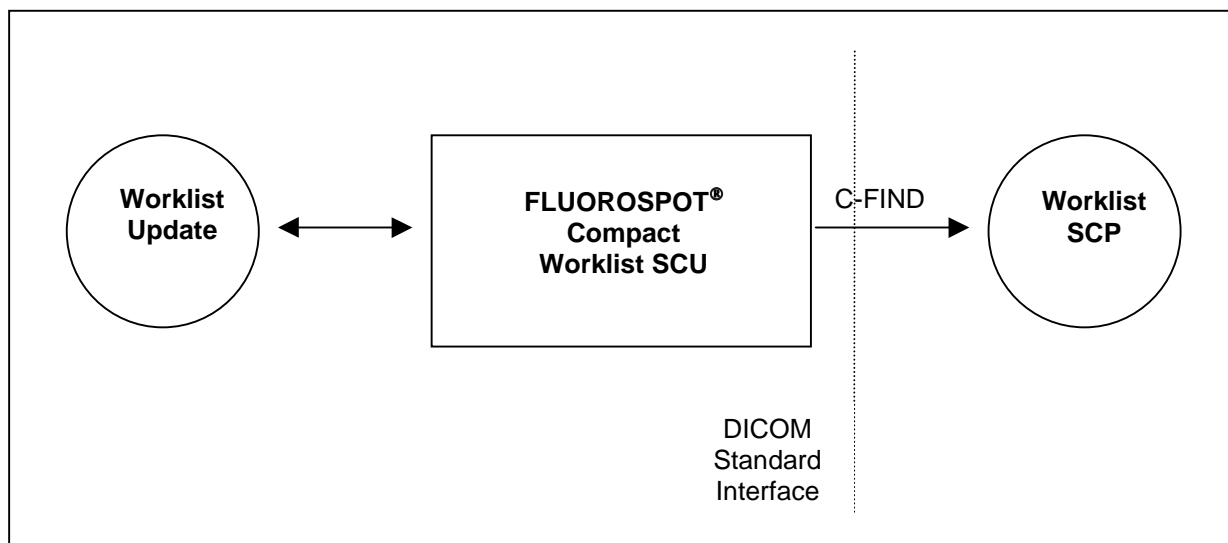 Worklist
Update
FLUOROSPOT®
Compact
Worklist SCU
C-FIND
Worklist
SCP
DICOM
Standard
Interface